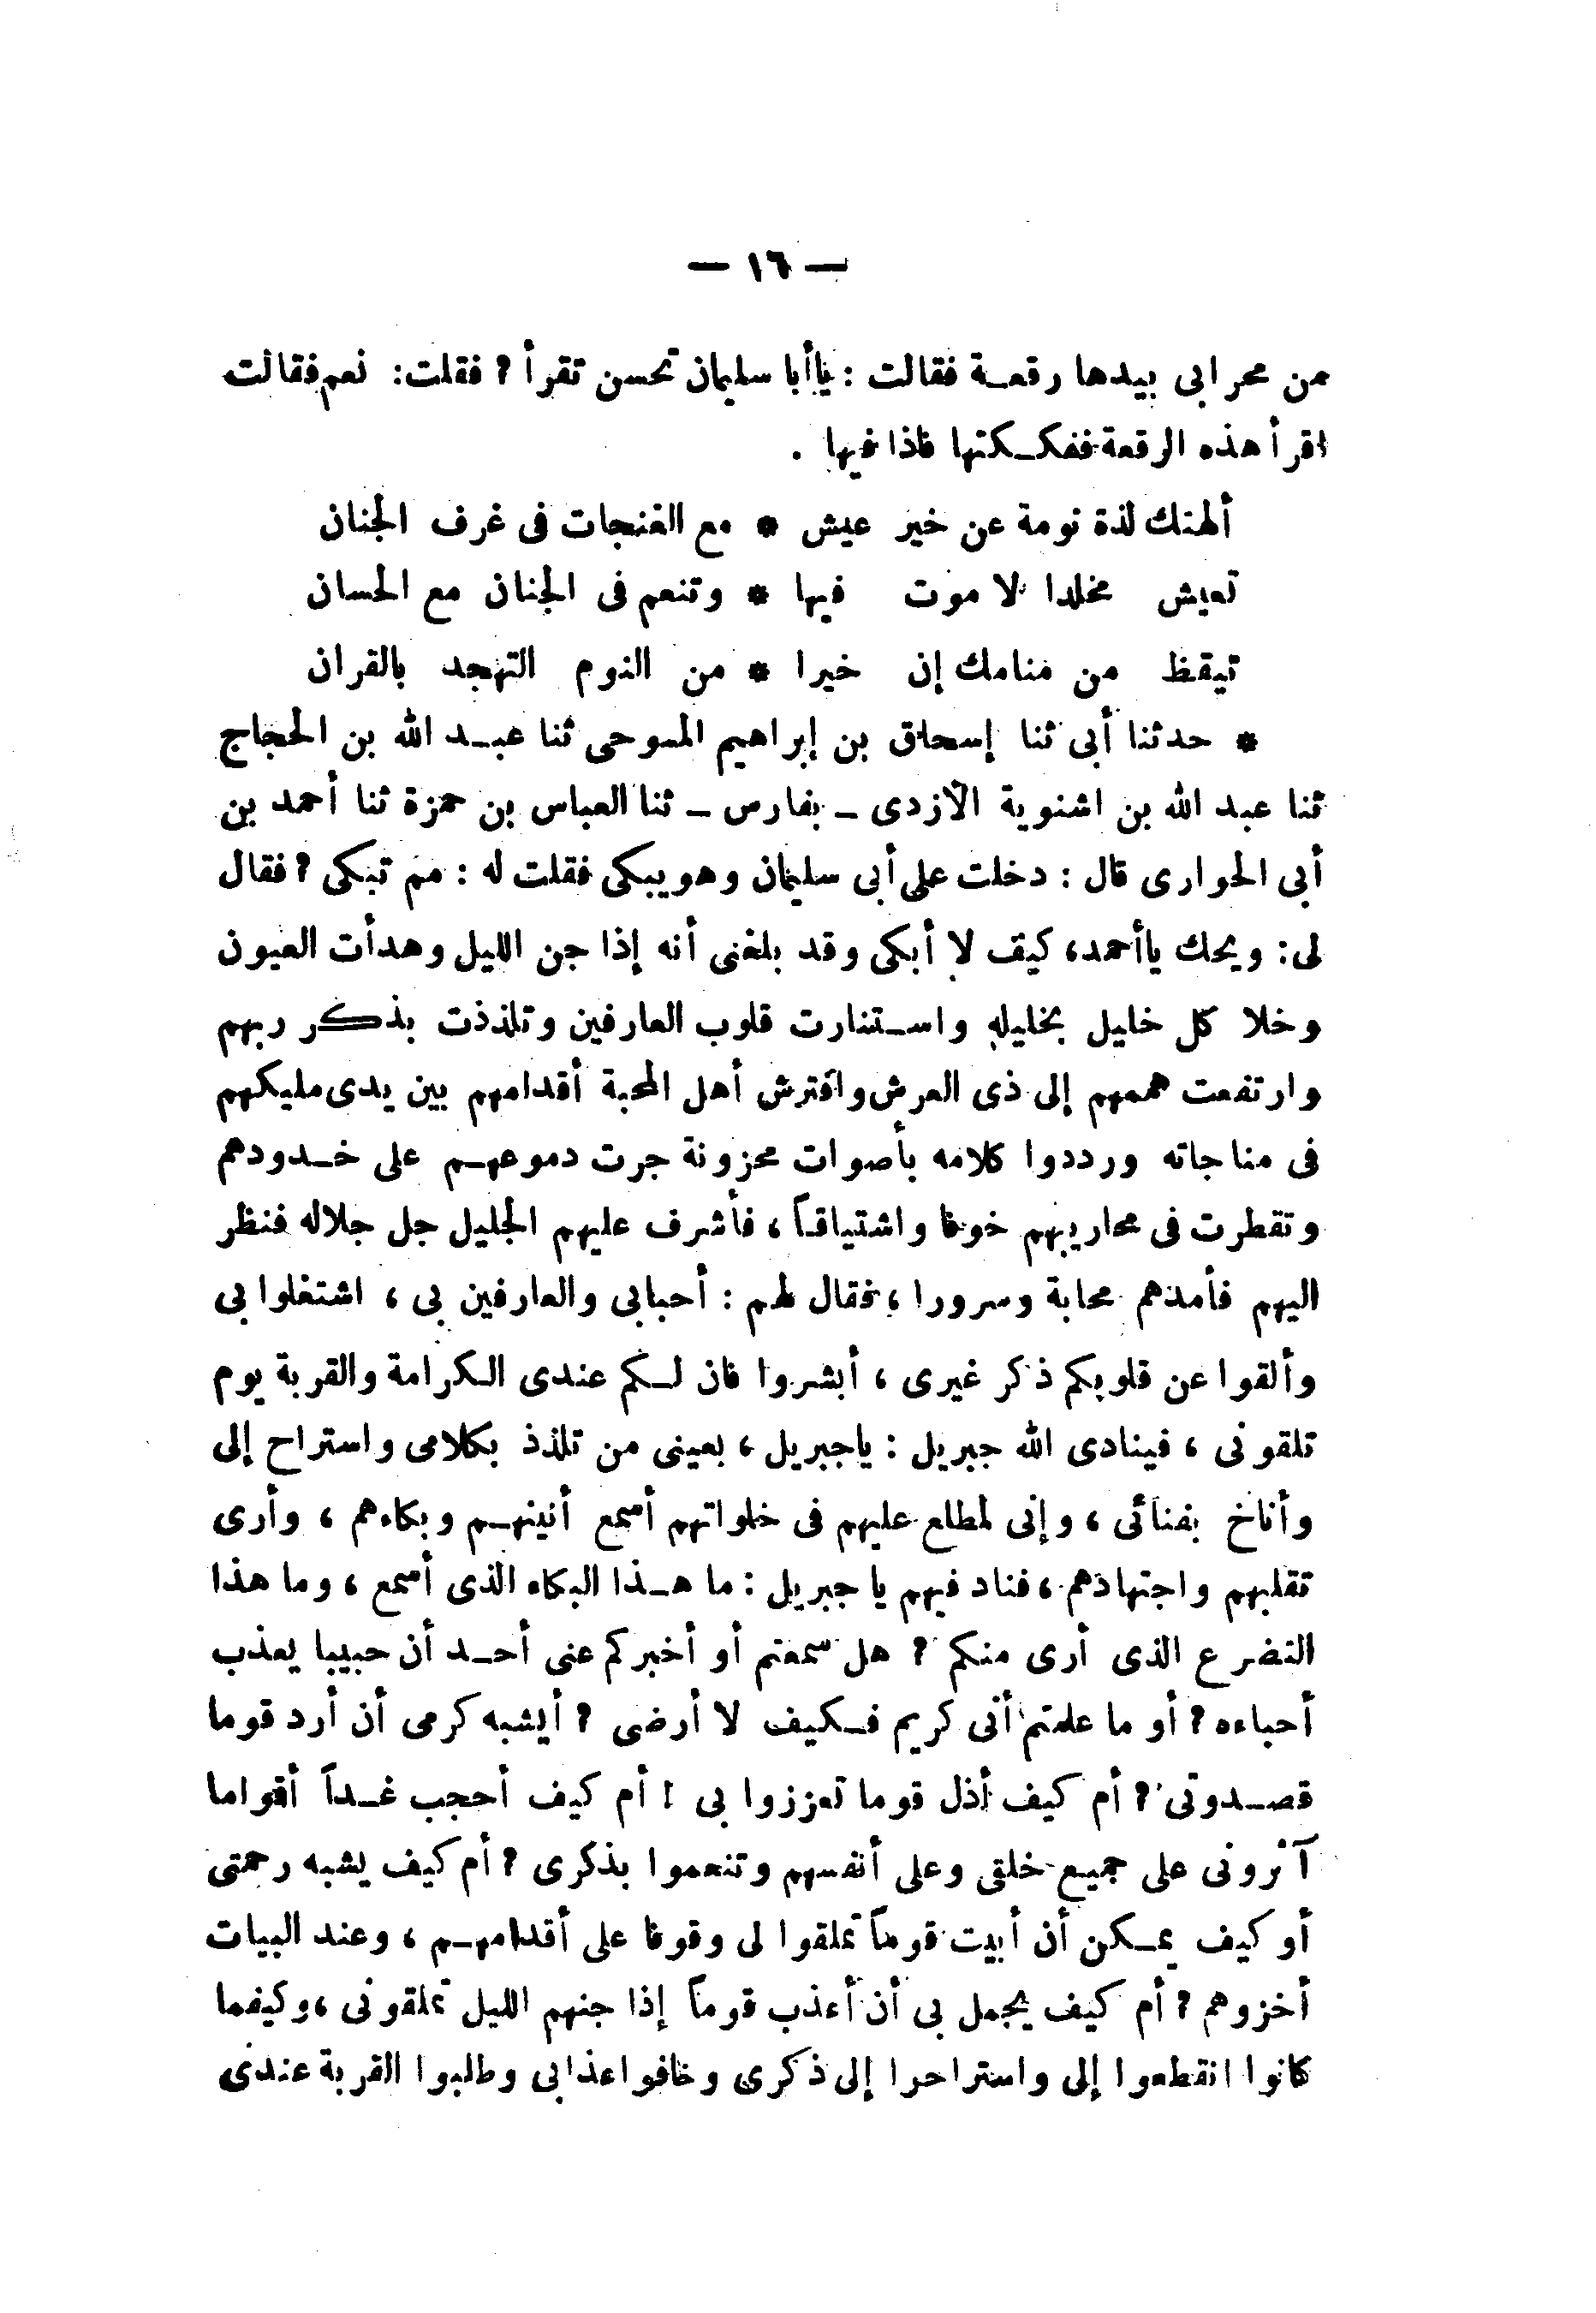 — ١٦ —
من محرابى بيدها رقعة فقالت : ياأبا سليمان تحسن تقرأ ? فقلت: نعم فقالت
اقرأ هذه الرقعة ففككتها فاذا فيها .
ألهتك لذة نومة عن خير عيش * مع الغنجات فى غرف الجنان
تعيش مخلدا لا موت فيها * وتنعم فى الجنان مع الحسان
تيقظ من منامك إن خيرا * من النوم التهجد بالقران
* حدثنا أبى ثنا إسحاق بن إبراهيم المسوحى ثنا عبد الله بن الحجاج
ثنا عبد الله بن اشنوية الأزدى ـ بفارس ـ ثنا العباس بن حمزة ثنا أحمد بن
أبى الحوارى قال : دخلت على أبى سليمان وهو يبكى فقلت له : مم تبكى ? فقال
لى : ويحك ياأحمد، كيف لا أبكى وقد بلغنى أنه إذا جن الليل وهدأت العيون
وخلا كل خليل بخليله واستنارت قلوب العارفين وتلذذت بذكر ربهم
وارتفعت هممهم إلى ذى العرش وافترش أهل المحبة أقدامهم بين يدى مليكهم
فى مناجاته ورددوا كلامه بأصوات محزونة جرت دموعهم على خدودهم
وتقطرت فى محاريبهم خوفا واشتياقاً ، فأشرف عليهم الجليل جل جلاله فنظر
اليهم فأمدهم محابة وسرورا ، فقال لهم : أحبابى والعارفين بى ، اشتغلوا بى
وألقوا عن قلوبكم ذكر غيرى ، أبشروا فان لكم عندى الكرامة والقربة يوم
تلقونى ، فينادى الله جبريل : ياجبريل ، بعينى من تلذذ بكلامى واستراح إلى
وأناخ بفنائى ، وإنى لمطلع عليهم فى خلواتهم أسمع أنينهم وبكاءهم ، وأرى
تقلبهم واجتهادهم ، فناد فيهم يا جبريل : ما هذا البكاء الذى أسمع ، وما هذا
التضرع الذى أرى منكم ? هل سمعتم أو أخبركم عنى أحد أن حبيبا يعذب
أحباءه ? أو ما علمتم أنى كريم فكيف لا أرضى ? أيشبه كرمى أن أرد قوما
قصدونى ? أم كيف أذل قوما تعززوا بى ! أم كيف أحجب غداً أقواما
آثرونى على جميع خلقى وعلى أنفسهم وتنعموا بذكرى ? أم كيف يشبه رحمتى
أو كيف يمكن أن أبيت قوماً تملقوا لى وقوفا على أقدامهم ، وعند البيات
أخزوهم ? أم كيف يجمل بى أن أعذب قوماً إذا جنهم الليل تملقونى ، وكيفما
كانوا انقطعوا إلى واستراحوا إلى ذكرى وخافوا عذابى وطلبوا القربة عندى